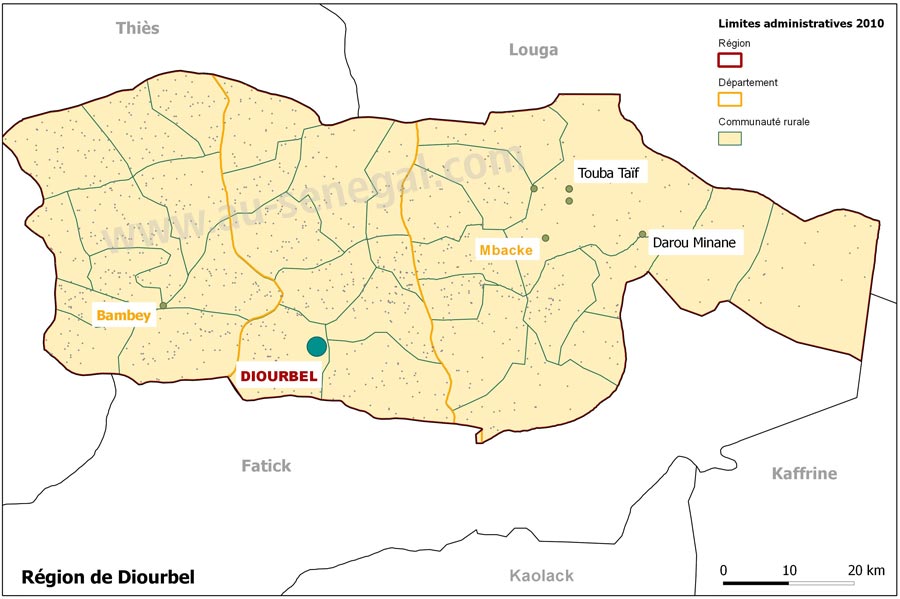 Thiès
Louga
Limites administratives 2010
Région
Département
Communauté rurale
Touba Taïf
www.au-senegal.com
Mbacke
Darou Minane
Bambey
DIOURBEL
Fatick
Kaffrine
Kaolack
Région de Diourbel
0 10 20 km